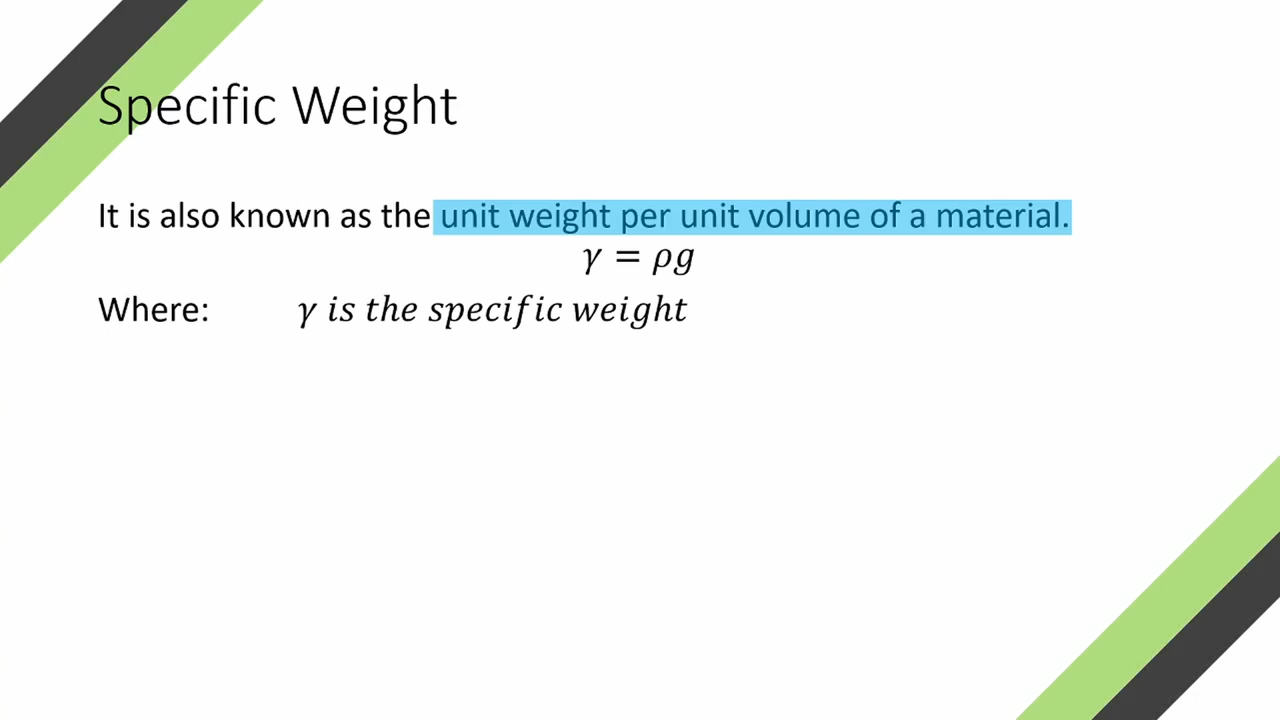 Specific Weight
It is also known as the unit weight per unit volume of a material.
γ = ρg
Where: γ is the specific weight